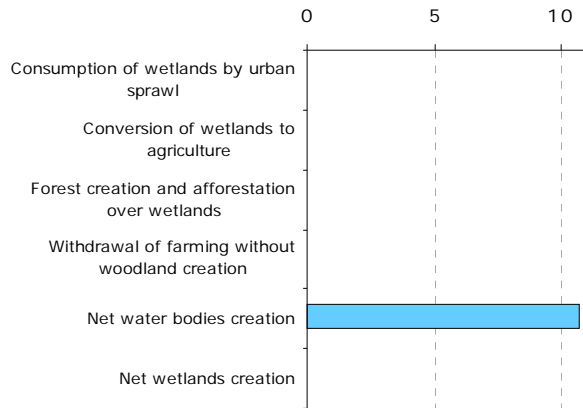 0 5 10
Consumption of wetlands by urban
sprawl
Conversion of wetlands to
agriculture
Forest creation and afforestation
over wetlands
Withdrawal of farming without
woodland creation
Net water bodies creation
Net wetlands creation